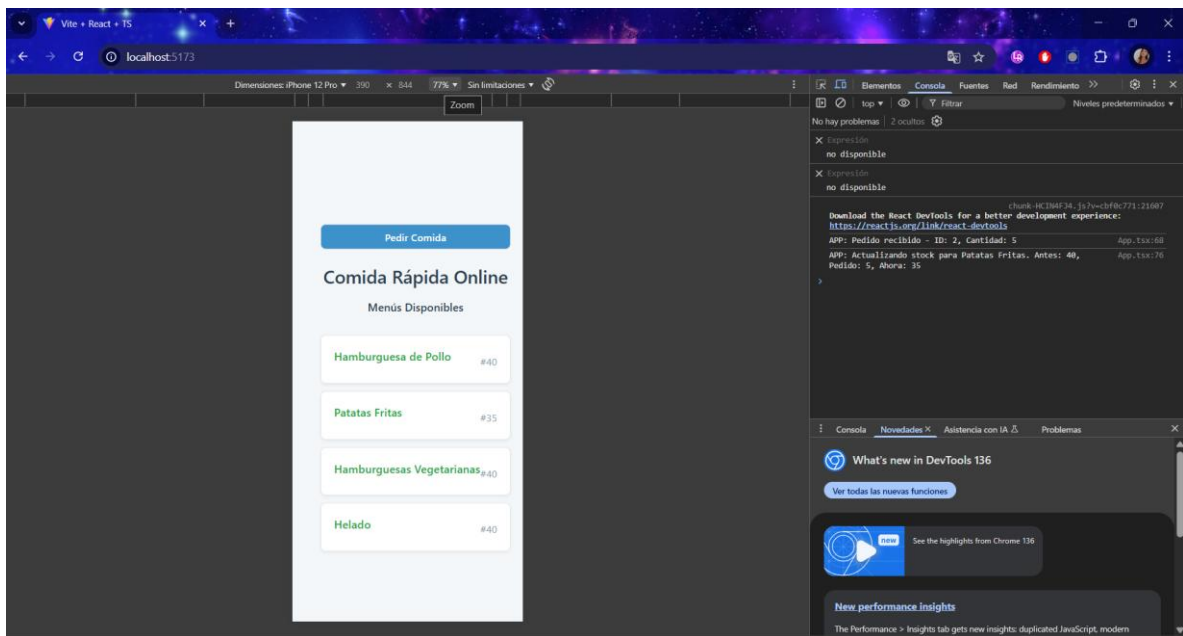 Vite + React + TS
localhost:5173
Dimensiones: iPhone 12 Pro 390 × 844 77% Sin limitaciones
Zoom
Pedir Comida
Comida Rápida Online
Menús Disponibles
Hamburguesa de Pollo #40
Patatas Fritas #35
Hamburguesas Vegetarianas #40
Helado #40
Elementos Consola Fuentes Red Rendimiento
top Filtrar Niveles predeterminados
No hay problemas 2 ocultos
Expresión
no disponible
Expresión
no disponible
chunk-HCIN4FJ4.js?v=cbf0c771:21607
Download the React DevTools for a better development experience:
https://reactjs.org/link/react-devtools
APP: Pedido recibido - ID: 2, Cantidad: 5 App.tsx:68
APP: Actualizando stock para Patatas Fritas. Antes: 40, App.tsx:76
Pedido: 5, Ahora: 35
Consola Novedades Asistencia con IA Problemas
What's new in DevTools 136
Ver todas las nuevas funciones
new
See the highlights from Chrome 136
New performance insights
The Performance > Insights tab gets new insights: duplicated JavaScript, modern